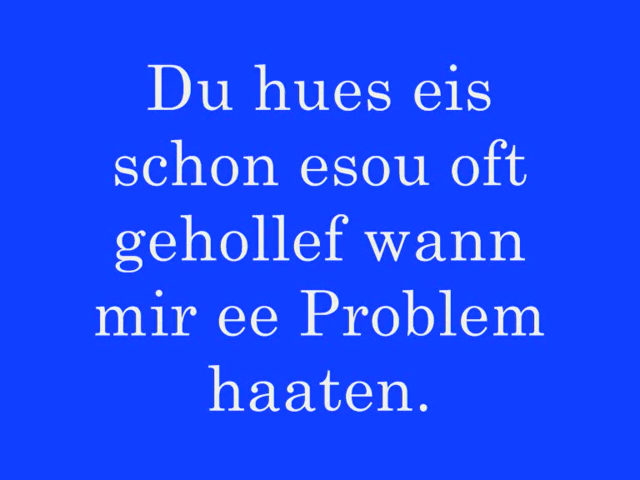 Du hues eis
schon esou oft
gehollef wann
mir ee Problem
haaten.